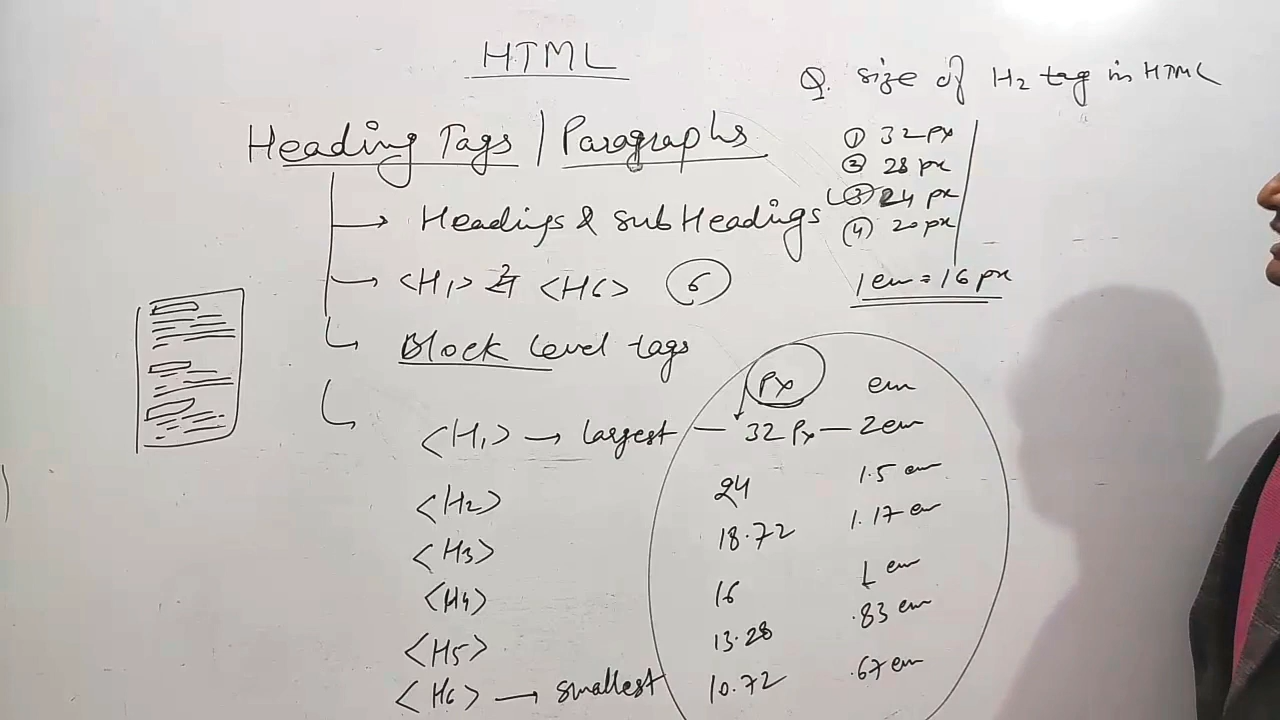 HTML
Heading Tags | Paragraphs
→ Headings & Sub Headings
→ <H1> <H6> 6
Block level tags
px em
<H1> → largest — 32 px — 2em
<H2> 24 1.5 em
<H3> 18.72 1.17 em
<H4> 16 1 em
<H5> 13.28 .83 em
<H6> → smallest 10.72 .67 em
Q. size of H2 tag in HTML
① 32 px
② 28 px
③ 24 px
④ 20 px
1 em = 16 px